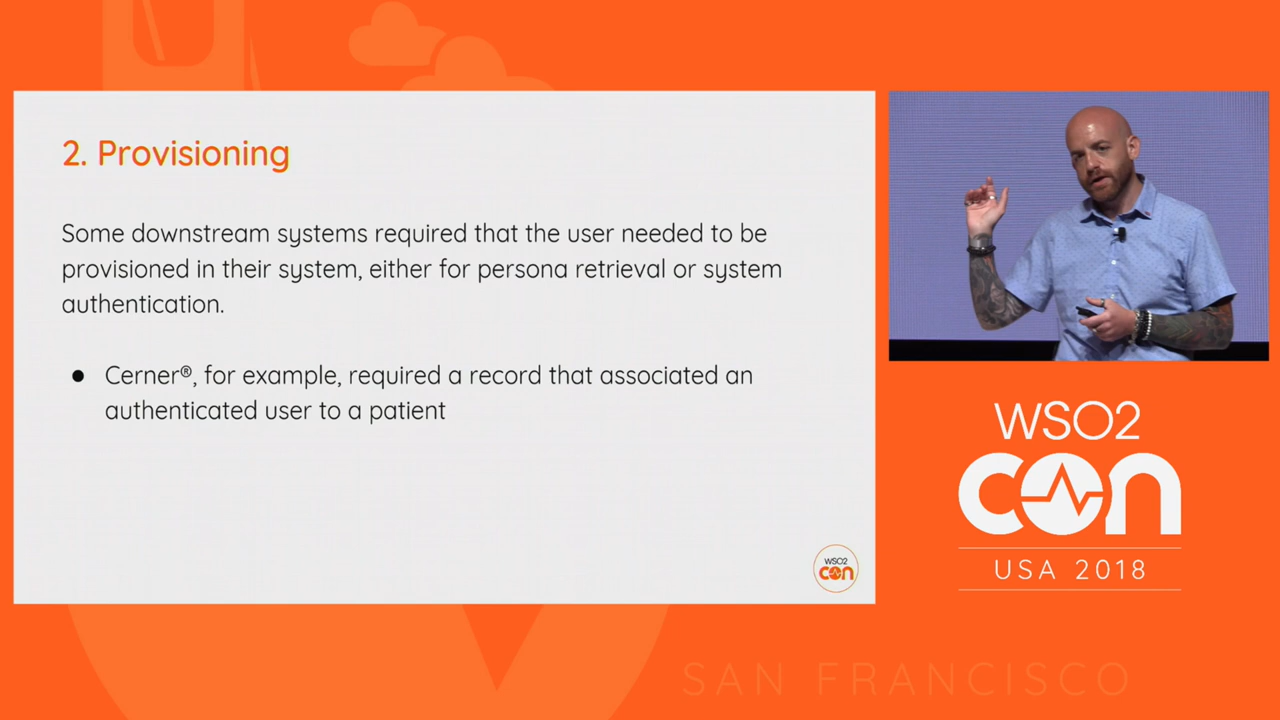 2. Provisioning
Some downstream systems required that the user needed to be
provisioned in their system, either for persona retrieval or system
authentication.
● Cerner®, for example, required a record that associated an
authenticated user to a patient
WSO2
con
WSO2
con
USA 2018
SAN FRANCISCO